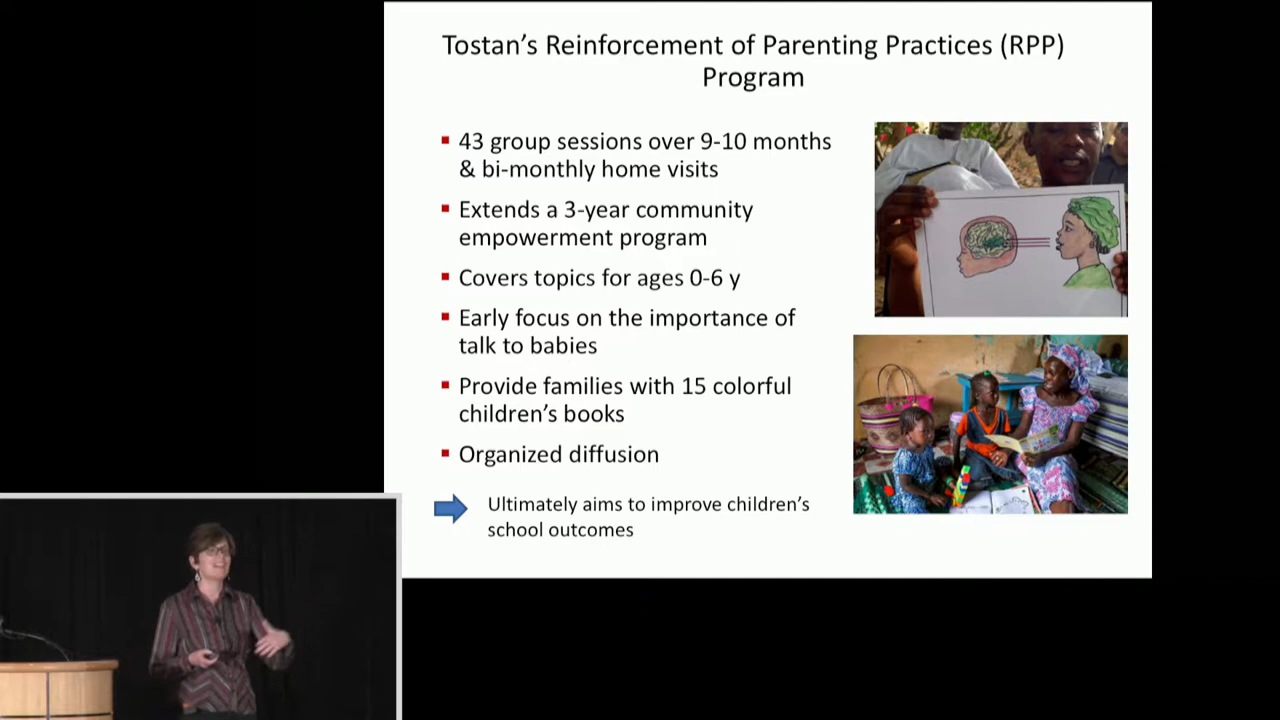 Tostan’s Reinforcement of Parenting Practices (RPP)
Program
▪ 43 group sessions over 9-10 months
& bi-monthly home visits
▪ Extends a 3-year community
empowerment program
▪ Covers topics for ages 0-6 y
▪ Early focus on the importance of
talk to babies
▪ Provide families with 15 colorful
children’s books
▪ Organized diffusion
Ultimately aims to improve children’s
school outcomes